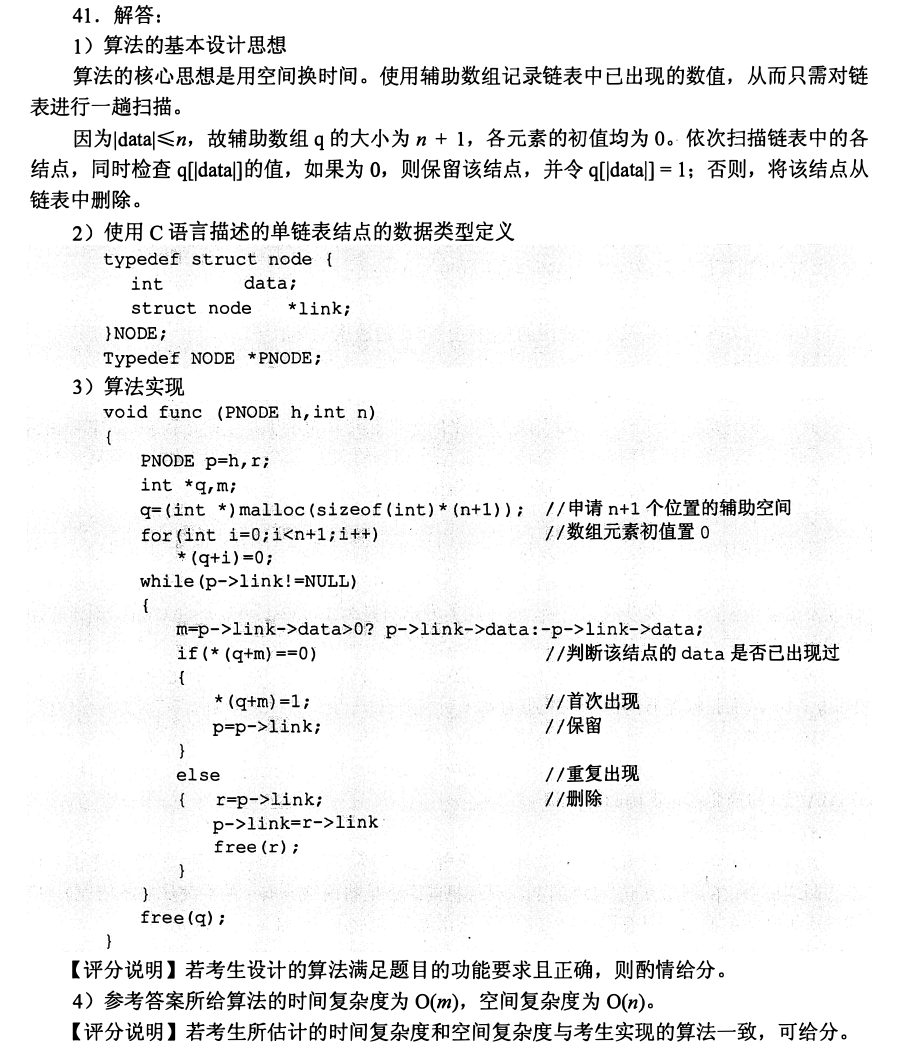 41．解答：
1）算法的基本设计思想
算法的核心思想是用空间换时间。使用辅助数组记录链表中已出现的数值，从而只需对链
表进行一趟扫描。
因为|data|≤n，故辅助数组 q 的大小为 n + 1，各元素的初值均为 0。依次扫描链表中的各
结点，同时检查 q[|data|]的值，如果为 0，则保留该结点，并令 q[|data|] = 1；否则，将该结点从
链表中删除。
2）使用 C 语言描述的单链表结点的数据类型定义
typedef struct node {
int data;
struct node *link;
}NODE;
Typedef NODE *PNODE;
3）算法实现
void func (PNODE h,int n)
{
PNODE p=h,r;
int *q,m;
q=(int *)malloc(sizeof(int)*(n+1)); //申请 n+1 个位置的辅助空间
for(int i=0;i<n+1;i++) //数组元素初值置 0
*(q+i)=0;
while(p->link!=NULL)
{
m=p->link->data>0? p->link->data:-p->link->data;
if(*(q+m)==0) //判断该结点的 data 是否已出现过
{
*(q+m)=1; //首次出现
p=p->link; //保留
}
else //重复出现
{ r=p->link; //删除
p->link=r->link
free(r);
}
}
free(q);
}
【评分说明】若考生设计的算法满足题目的功能要求且正确，则酌情给分。
4）参考答案所给算法的时间复杂度为 O(m)，空间复杂度为 O(n)。
【评分说明】若考生所估计的时间复杂度和空间复杂度与考生实现的算法一致，可给分。